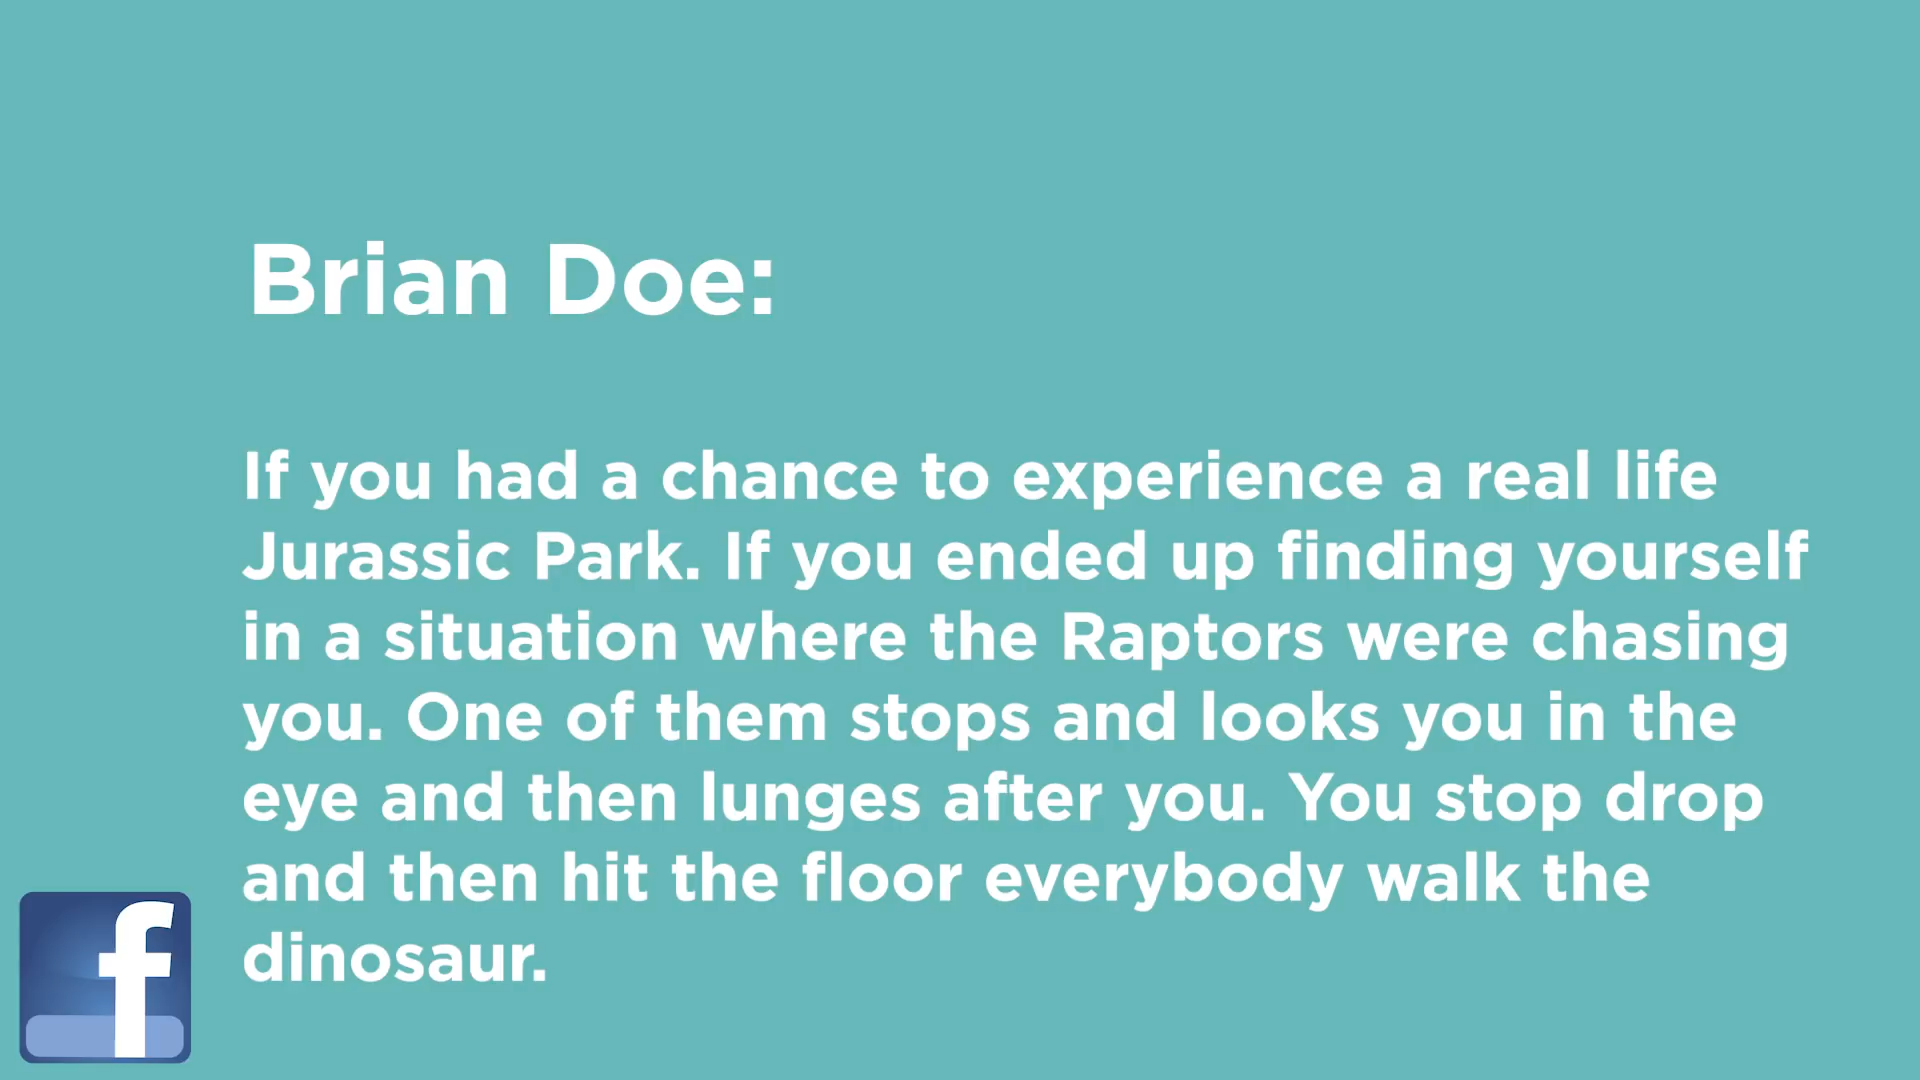 Brian Doe:
If you had a chance to experience a real life
Jurassic Park. If you ended up finding yourself
in a situation where the Raptors were chasing
you. One of them stops and looks you in the
eye and then lunges after you. You stop drop
and then hit the floor everybody walk the
dinosaur.
f